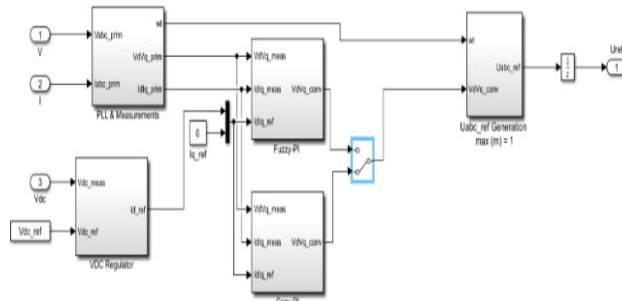 1
V
2
I
Vabc_prim
Iabc_prim
wt
VdVq_prim
IdIq_prim
PLL & Measurements
3
Vdc
Vdc_ref
Vdc_meas
Vdc_ref
Id_ref
VDC Regulator
0
Iq_ref
VdVq_meas
IdIq_meas
IdIq_ref
VdVq_conv
Fuzzy-PI
VdVq_meas
IdIq_meas
IdIq_ref
VdVq_conv
wt
VdVq_conv
Uabc_ref
Uabc_ref Generation
max (m) = 1
1
z
Uref
1